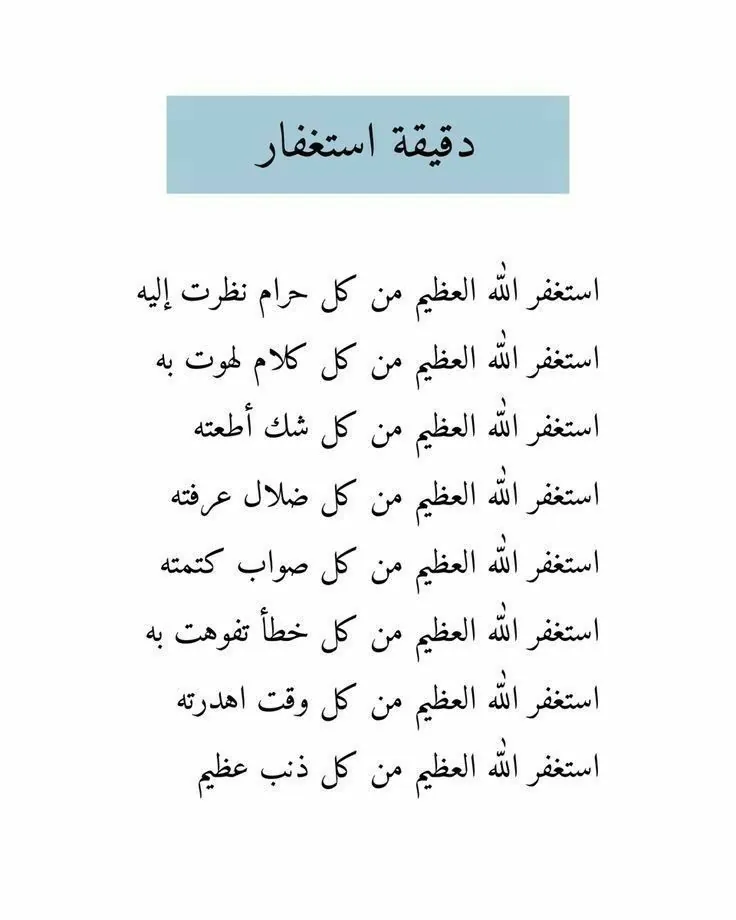 دقيقة استغفار
استغفر الله العظيم من كل حرام نظرت إليه
استغفر الله العظيم من كل كلام لهوت به
استغفر الله العظيم من كل شك أطعته
استغفر الله العظيم من كل ضلال عرفته
استغفر الله العظيم من كل صواب كتمته
استغفر الله العظيم من كل خطأ تفوهت به
استغفر الله العظيم من كل وقت اهدرته
استغفر الله العظيم من كل ذنب عظيم